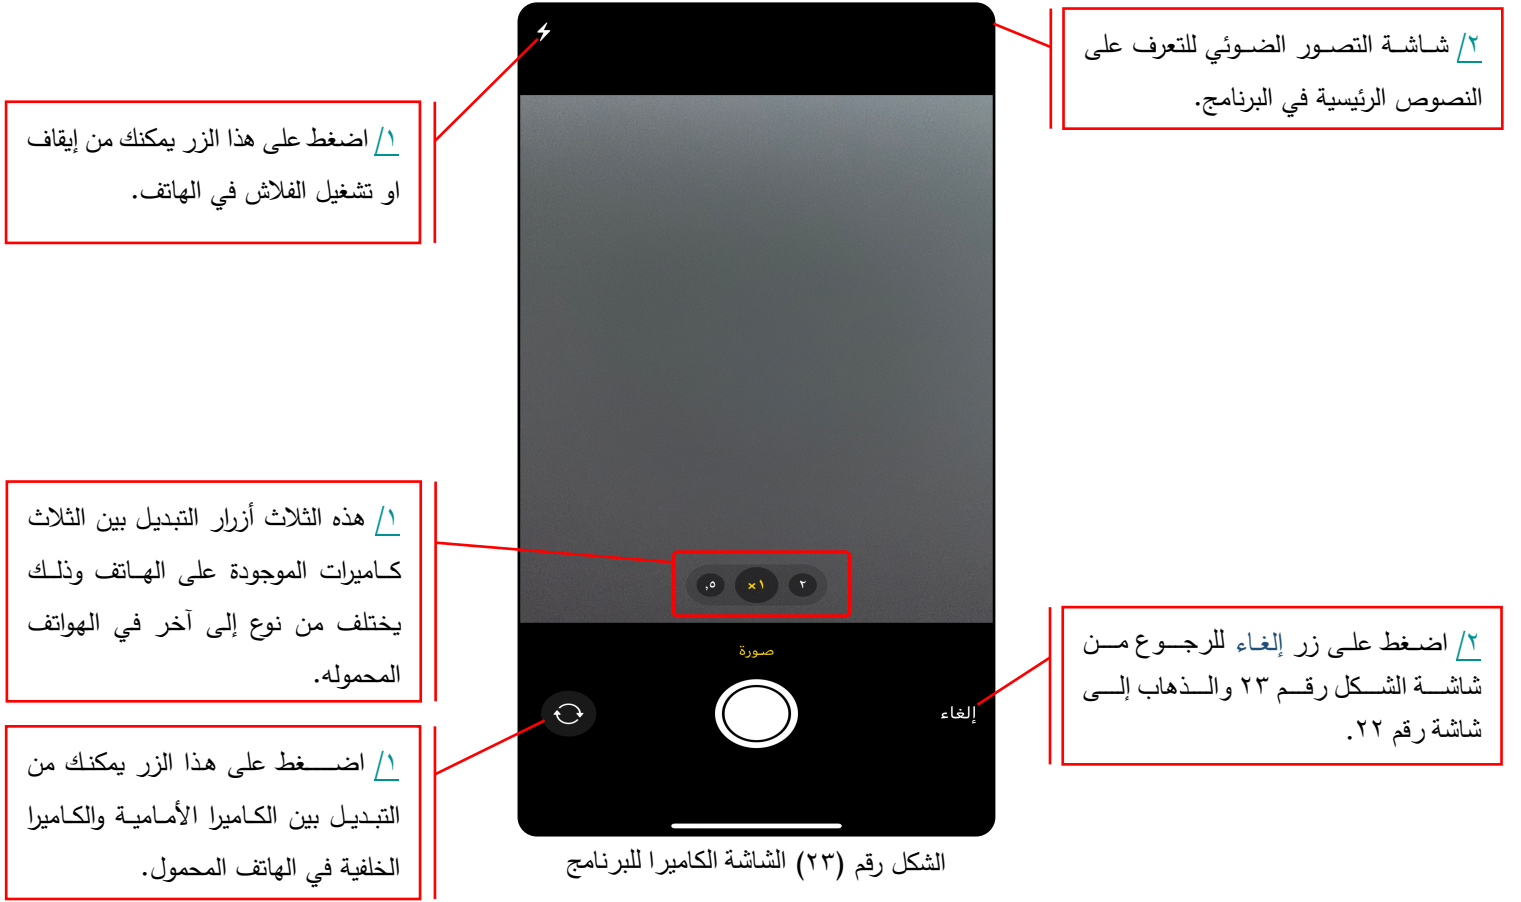 ٢/ شاشة التصور الضوئي للتعرف على
النصوص الرئيسية في البرنامج.
١/ اضغط على هذا الزر يمكنك من إيقاف
او تشغيل الفلاش في الهاتف.
١/ هذه الثلاث أزرار التبديل بين الثلاث
كاميرات الموجودة على الهاتف وذلك
يختلف من نوع إلى آخر في الهواتف
المحموله.
٫٥ ١× ٢
صورة
إلغاء
٢/ اضغط على زر إلغاء للرجوع من
شاشة الشكل رقم ٢٣ والذهاب إلى
شاشة رقم ٢٢.
١/ اضغط على هذا الزر يمكنك من
التبديل بين الكاميرا الأمامية والكاميرا
الخلفية في الهاتف المحمول.
الشكل رقم (٢٣) الشاشة الكاميرا للبرنامج